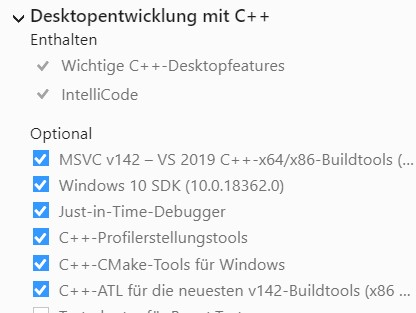 Desktopentwicklung mit C++
Enthalten
Wichtige C++-Desktopfeatures
IntelliCode
Optional
MSVC v142 – VS 2019 C++-x64/x86-Buildtools (...
Windows 10 SDK (10.0.18362.0)
Just-in-Time-Debugger
C++-Profilerstellungstools
C++-CMake-Tools für Windows
C++-ATL für die neuesten v142-Buildtools (x86 ...